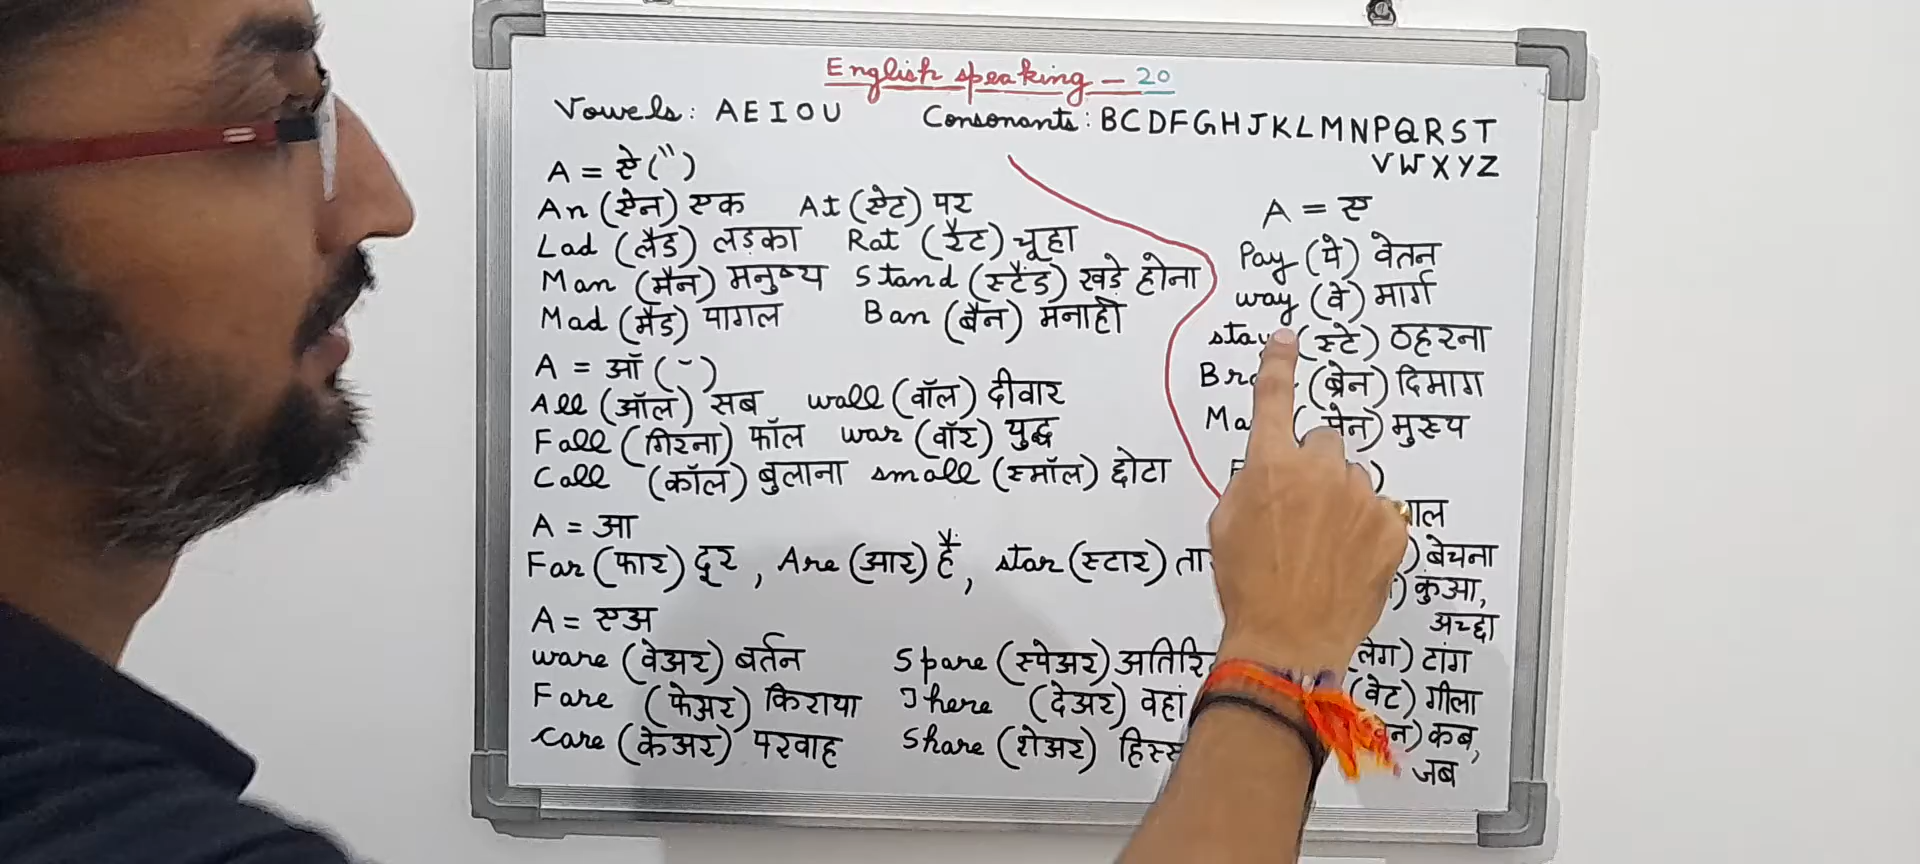 English speaking - 20
Vowels: A E I O U
Consonants: B C D F G H J K L M N P Q R S T
V W X Y Z
A = ऐ (ै)
An (ऐन) एक At (ऐट) पर
Lad (लैड) लड़का Rat (रैट) चूहा
Man (मैन) मनुष्य Stand (स्टैंड) खड़े होना
Mad (मैड) पागल Ban (बैन) मनाही
A = ऑ (ॉ)
All (ऑल) सब wall (वॉल) दीवार
Fall (गिरना) फॉल war (वॉर) युद्ध
Call (कॉल) बुलाना small (स्मॉल) छोटा
A = आ
Far (फार) दूर, Are (आर) हैं, star (स्टार)
A = एअ
ware (वेअर) बर्तन Spare (स्पेअर)
Fare (फेअर) किराया There (देअर) वहां
care (केअर) परवाह Share (शेअर)
A = ए
Pay (पे) वेतन
way (वे) मार्ग
stay (स्टे) ठहरना
(ब्रेन) दिमाग
मुख्य
बेचना
कुआ,
अच्छा
(लेग) टांग
(वेट) गीला
कब,
जब